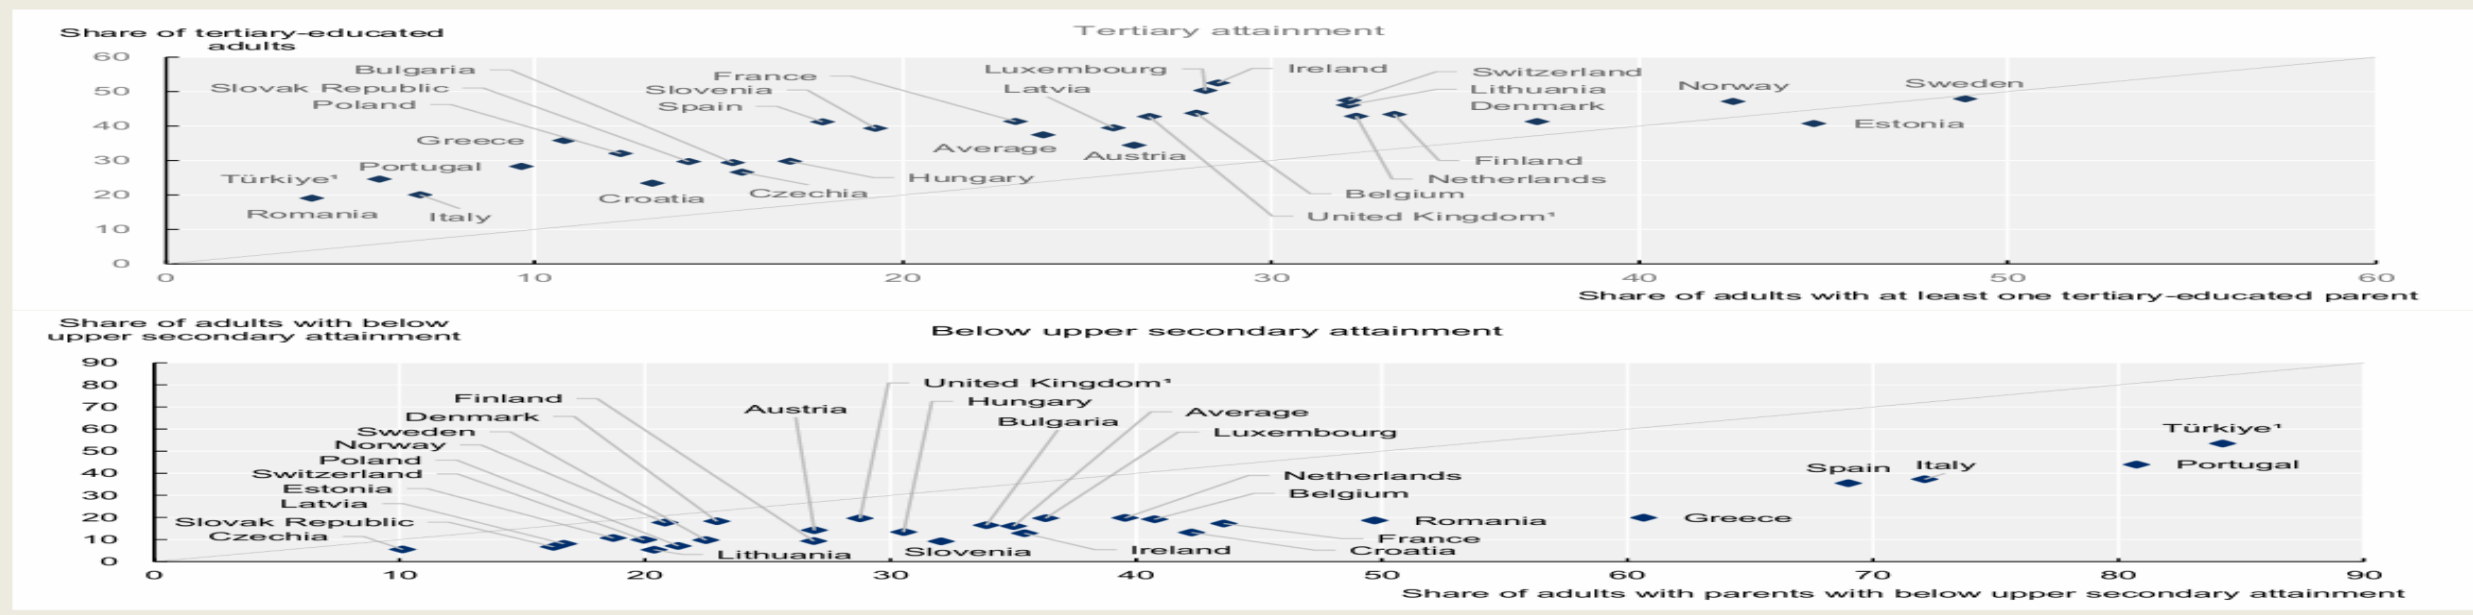 Share of tertiary-educated
adults
Tertiary attainment
60
50
40
30
20
10
0
Bulgaria
Slovak Republic
Poland
Greece
Portugal
Türkiye¹
Romania
Italy
France
Slovenia
Spain
Croatia
Czechia
Hungary
Average
Luxembourg
Latvia
Austria
Ireland
Switzerland
Lithuania
Denmark
Finland
Netherlands
Belgium
United Kingdom¹
Norway
Sweden
Estonia
0 10 20 30 40 50 60
Share of adults with at least one tertiary-educated parent
Share of adults with below
upper secondary attainment
Below upper secondary attainment
90
80
70
60
50
40
30
20
10
0
Finland
Denmark
Sweden
Norway
Poland
Switzerland
Estonia
Latvia
Slovak Republic
Czechia
Austria
United Kingdom¹
Hungary
Bulgaria
Average
Luxembourg
Netherlands
Belgium
Romania
France
Croatia
Ireland
Slovenia
Lithuania
Greece
Spain
Italy
Türkiye¹
Portugal
0 10 20 30 40 50 60 70 80 90
Share of adults with parents with below upper secondary attainment